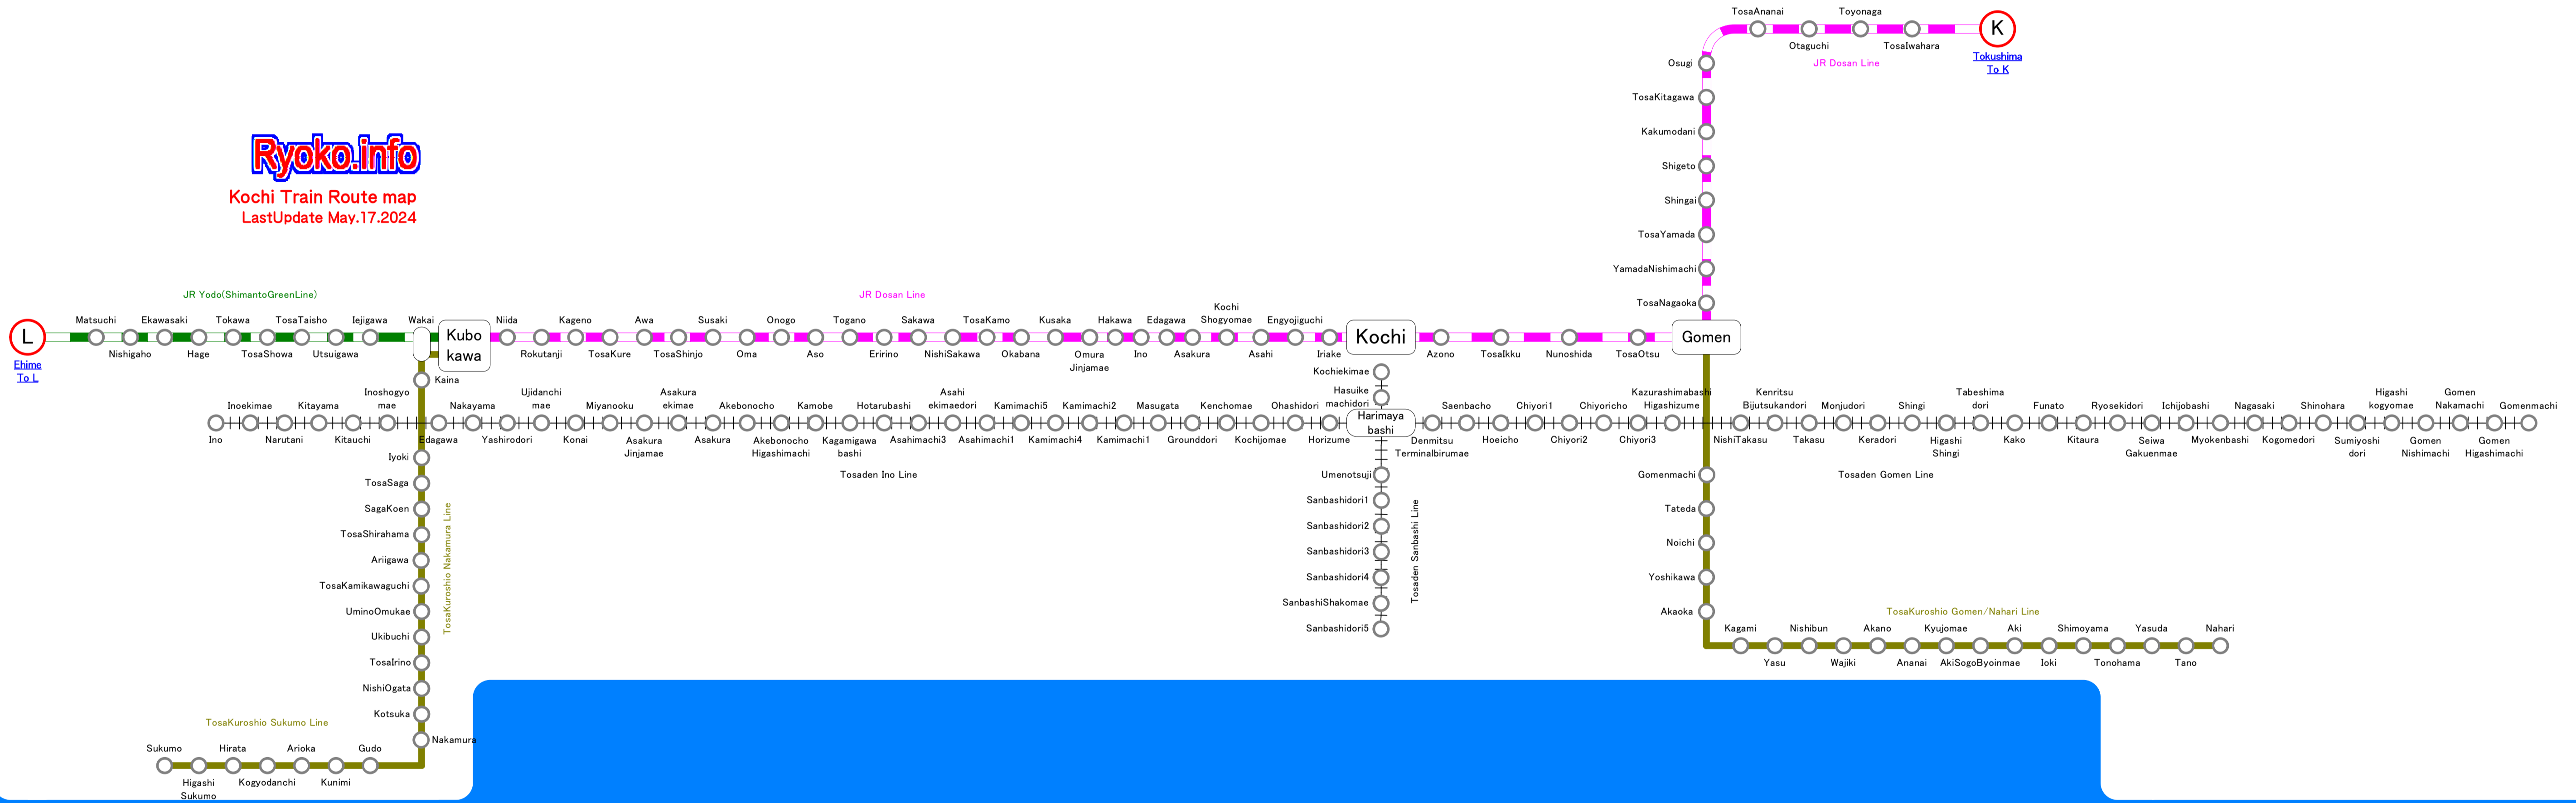 TosaAnanai
Toyonaga
K
Otaguchi
TosaIwahara
Tokushima
To K
JR Dosan Line
Osugi
TosaKitagawa
Kakumodani
Shigeto
Shingai
TosaYamada
YamadaNishimachi
TosaNagaoka
Ryoko.info
Kochi Train Route map
LastUpdate May.17.2024
JR Yodo(ShimantoGreenLine)
JR Dosan Line
L
Ehime
To L
Matsuchi
Nishigaho
Ekawasaki
Hage
Tokawa
TosaShowa
TosaTaisho
Utsuigawa
Iejigawa
Wakai
Kubo
kawa
Niida
Rokutanji
Kageno
TosaKure
Awa
TosaShinjo
Susaki
Oma
Onogo
Aso
Togano
Eririno
Sakawa
NishiSakawa
TosaKamo
Okabana
Kusaka
Omura
Jinjamae
Hakawa
Ino
Edagawa
Asakura
Kochi
Shogyomae
Asahi
Engyojiguchi
Iriake
Kochi
Azono
TosaIkku
Nunoshida
TosaOtsu
Gomen
Kaina
Kochiekimae
Hasuike
machidori
Harimaya
bashi
Ino
Inoekimae
Narutani
Kitayama
Kitauchi
Inoshogyo
mae
Edagawa
Nakayama
Yashirodori
Ujidanchi
mae
Konai
Miyanooku
Asakura
Jinjamae
Asakura
ekimae
Asakura
Akebonocho
Akebonocho
Higashimachi
Kamobe
Kagamigawa
bashi
Hotarubashi
Asahimachi3
Asahi
ekimaedori
Asahimachi1
Kamimachi5
Kamimachi4
Kamimachi2
Kamimachi1
Masugata
Grounddori
Kenchomae
Kochijomae
Ohashidori
Horizume
Denmitsu
Terminalbirumae
Saenbacho
Hoeicho
Chiyori1
Chiyori2
Chiyoricho
Chiyori3
Kazurashimabashi
Higashizume
NishiTakasu
Kenritsu
Bijutsukandori
Takasu
Monjudori
Keradori
Shingi
Higashi
Shingi
Tabeshima
dori
Kako
Funato
Kitaura
Ryosekidori
Seiwa
Gakuenmae
Ichijobashi
Myokenbashi
Nagasaki
Kogomedori
Shinohara
Sumiyoshi
dori
Higashi
kogyomae
Gomen
Nishimachi
Gomen
Nakamachi
Gomen
Higashimachi
Gomenmachi
Tosaden Ino Line
Tosaden Gomen Line
Iyoki
TosaSaga
SagaKoen
TosaShirahama
Ariigawa
TosaKamikawaguchi
UminoOmukae
Ukibuchi
TosaIrino
NishiOgata
Kotsuka
Nakamura
TosaKuroshio Nakamura Line
Umenotsuji
Sanbashidori1
Sanbashidori2
Sanbashidori3
Sanbashidori4
SanbashiShakomae
Sanbashidori5
Tosaden Sanbashi Line
Gomenmachi
Tateda
Noichi
Yoshikawa
Akaoka
TosaKuroshio Gomen/Nahari Line
Kagami
Yasu
Nishibun
Wajiki
Akano
Ananai
Kyujomae
AkiSogoByoinmae
Aki
Ioki
Shimoyama
Tonohama
Yasuda
Tano
Nahari
TosaKuroshio Sukumo Line
Sukumo
Higashi
Sukumo
Hirata
Kogyodanchi
Arioka
Kunimi
Gudo